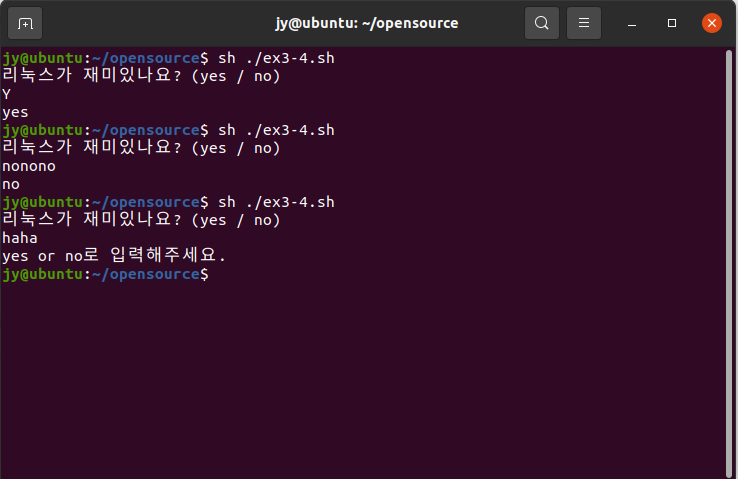 jy@ubuntu: ~/opensource
jy@ubuntu:~/opensource$ sh ./ex3-4.sh
리눅스가 재미있나요? (yes / no)
Y
yes
jy@ubuntu:~/opensource$ sh ./ex3-4.sh
리눅스가 재미있나요? (yes / no)
nonono
no
jy@ubuntu:~/opensource$ sh ./ex3-4.sh
리눅스가 재미있나요? (yes / no)
haha
yes or no로 입력해주세요.
jy@ubuntu:~/opensource$